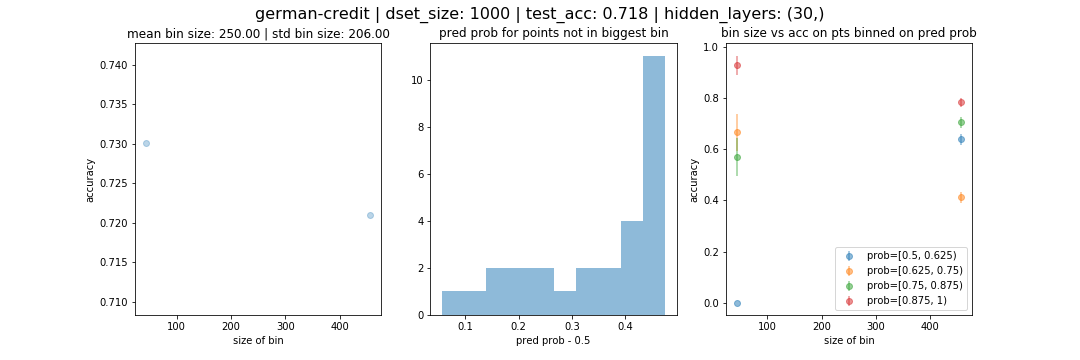 german-credit | dset_size: 1000 | test_acc: 0.718 | hidden_layers: (30,)
mean bin size: 250.00 | std bin size: 206.00
accuracy
0.740
0.735
0.730
0.725
0.720
0.715
0.710
100
200
300
400
size of bin
pred prob for points not in biggest bin
10
8
6
4
2
0
0.1
0.2
0.3
0.4
pred prob - 0.5
bin size vs acc on pts binned on pred prob
accuracy
1.0
0.8
0.6
0.4
0.2
0.0
prob=[0.5, 0.625)
prob=[0.625, 0.75)
prob=[0.75, 0.875)
prob=[0.875, 1)
100
200
300
400
size of bin